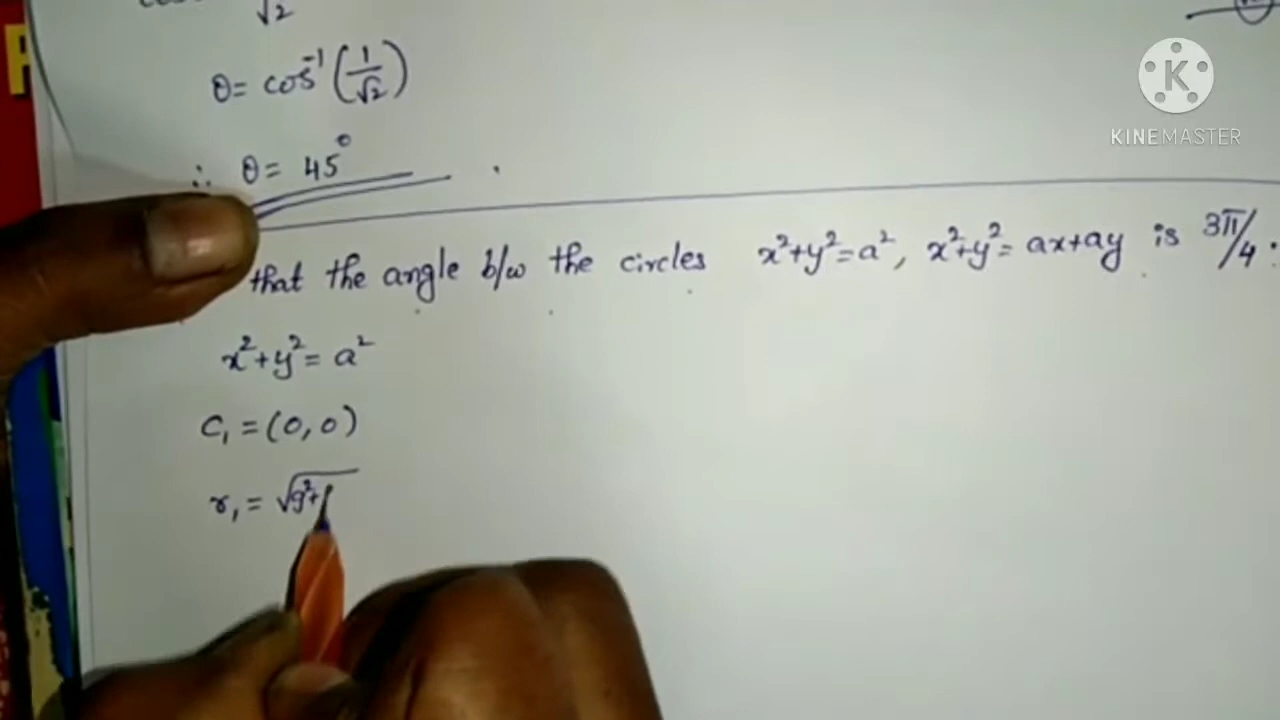 √2
θ= cos⁻¹(1/√2)
∴ θ= 45°
that the angle b/w the circles x²+y²=a², x²+y²= ax+ay is 3π/4.
x²+y²= a²
C₁ =(0,0)
r₁ = √g²+
KINEMASTER